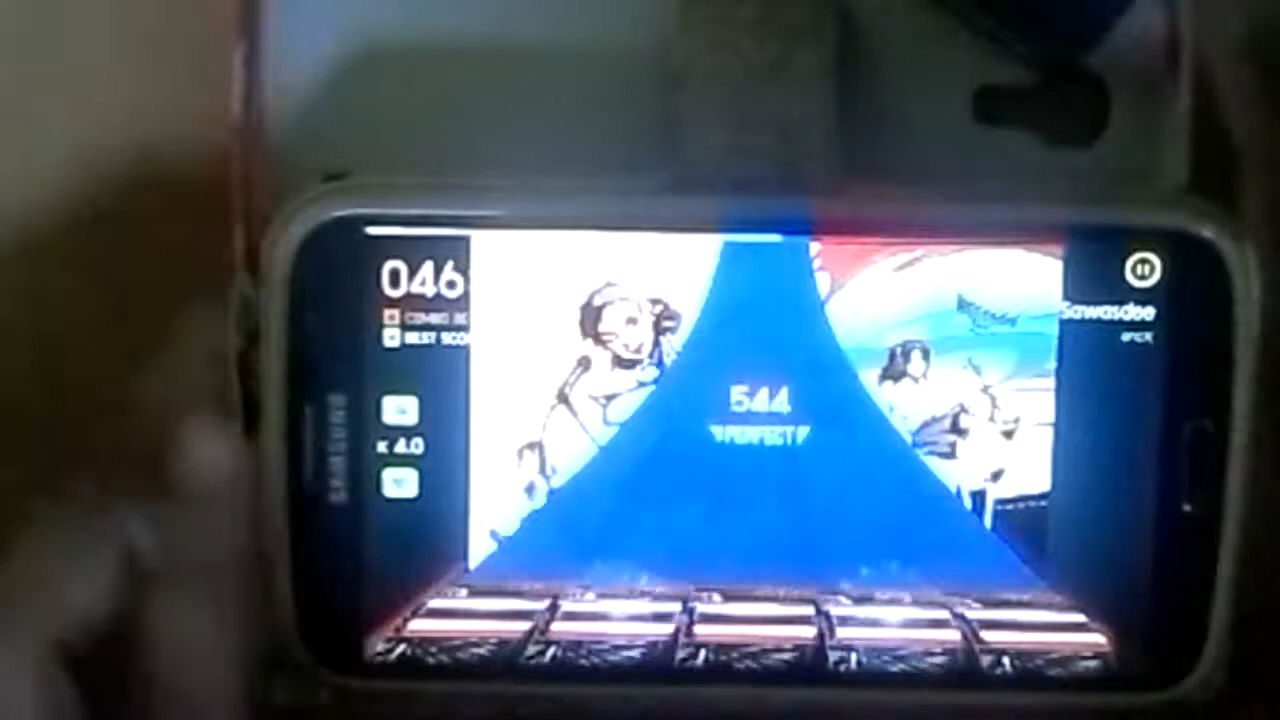 046
COMBO
BEST SCO
x 4.0
544
PERFECT
Sawasdee
SAMSUNG